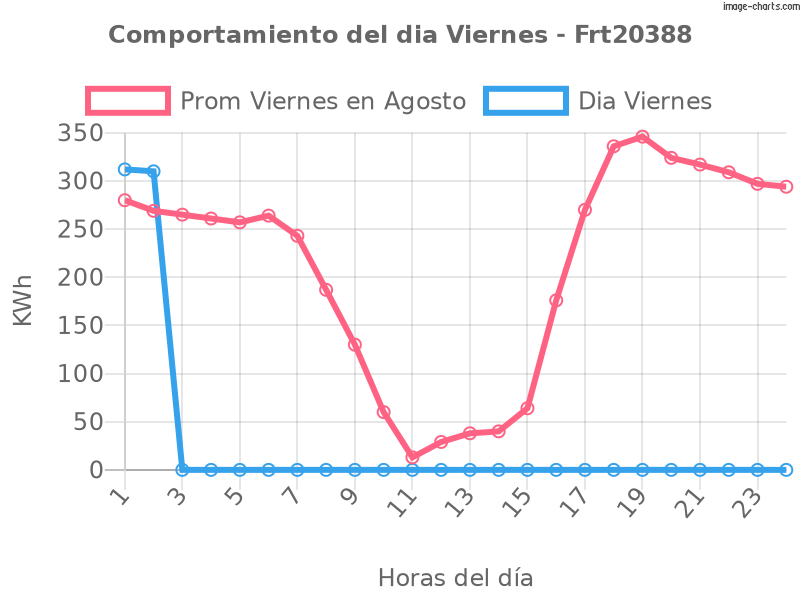 image-charts.com
Comportamiento del dia Viernes - Frt20388
Prom Viernes en Agosto Dia Viernes
350
300
250
200
150
100
50
0
KWh
1 3 5 7 9 11 13 15 17 19 21 23
Horas del día